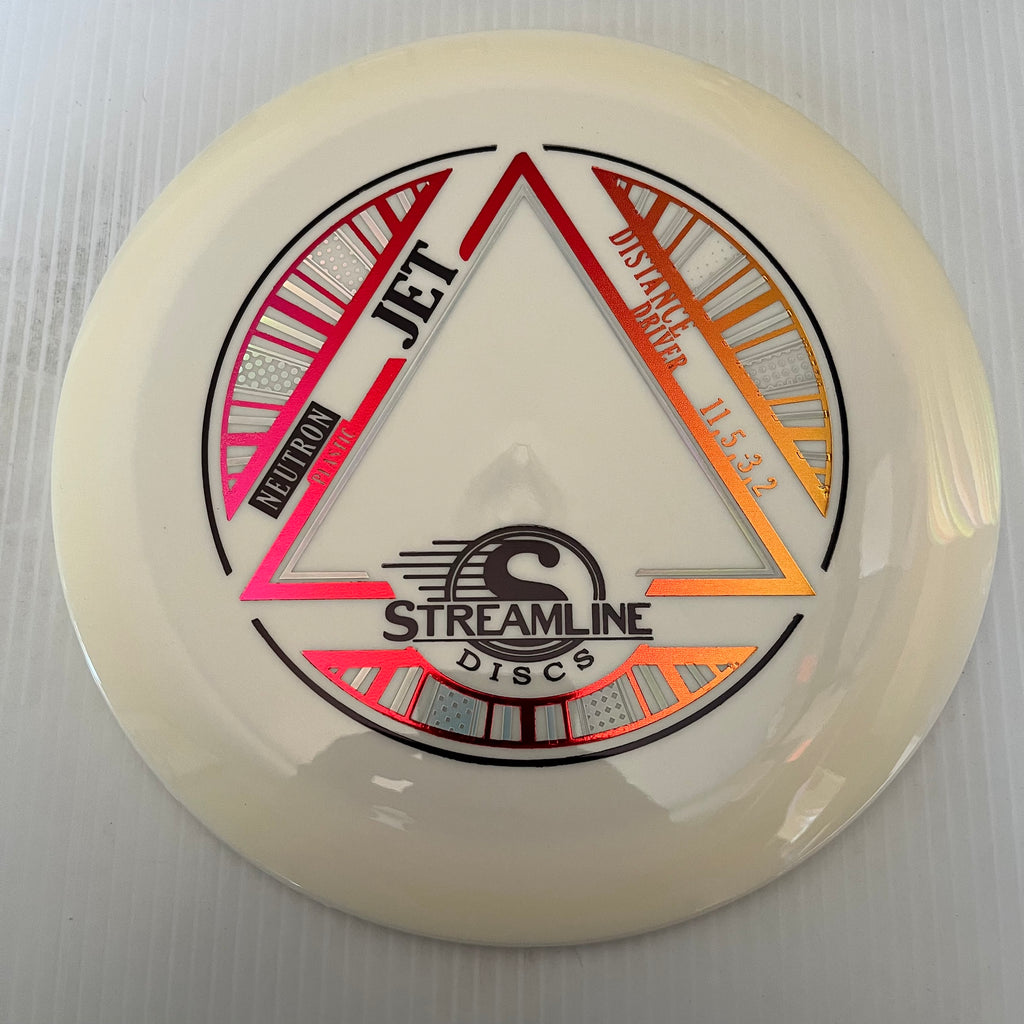 JET
NEUTRON
PLASTIC
DISTANCE
DRIVER
11,5,3,2
S
STREAMLINE
DISCS